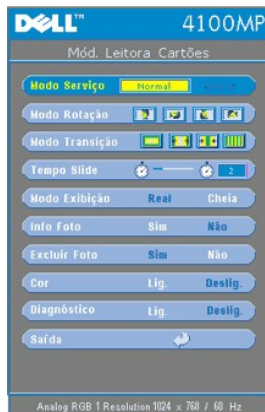 DELL™ 4100MP
Mód. Leitora Cartões
Modo Serviço Normal
Modo Rotação
Modo Transição
Tempo Slide 2
Modo Exibição Real Cheia
Info Foto Sim Não
Excluir Foto Sim Não
Cor Lig. Deslig.
Diagnóstico Lig. Deslig.
Saída
Analog RGB 1 Resolution 1024 x 768 / 60 Hz